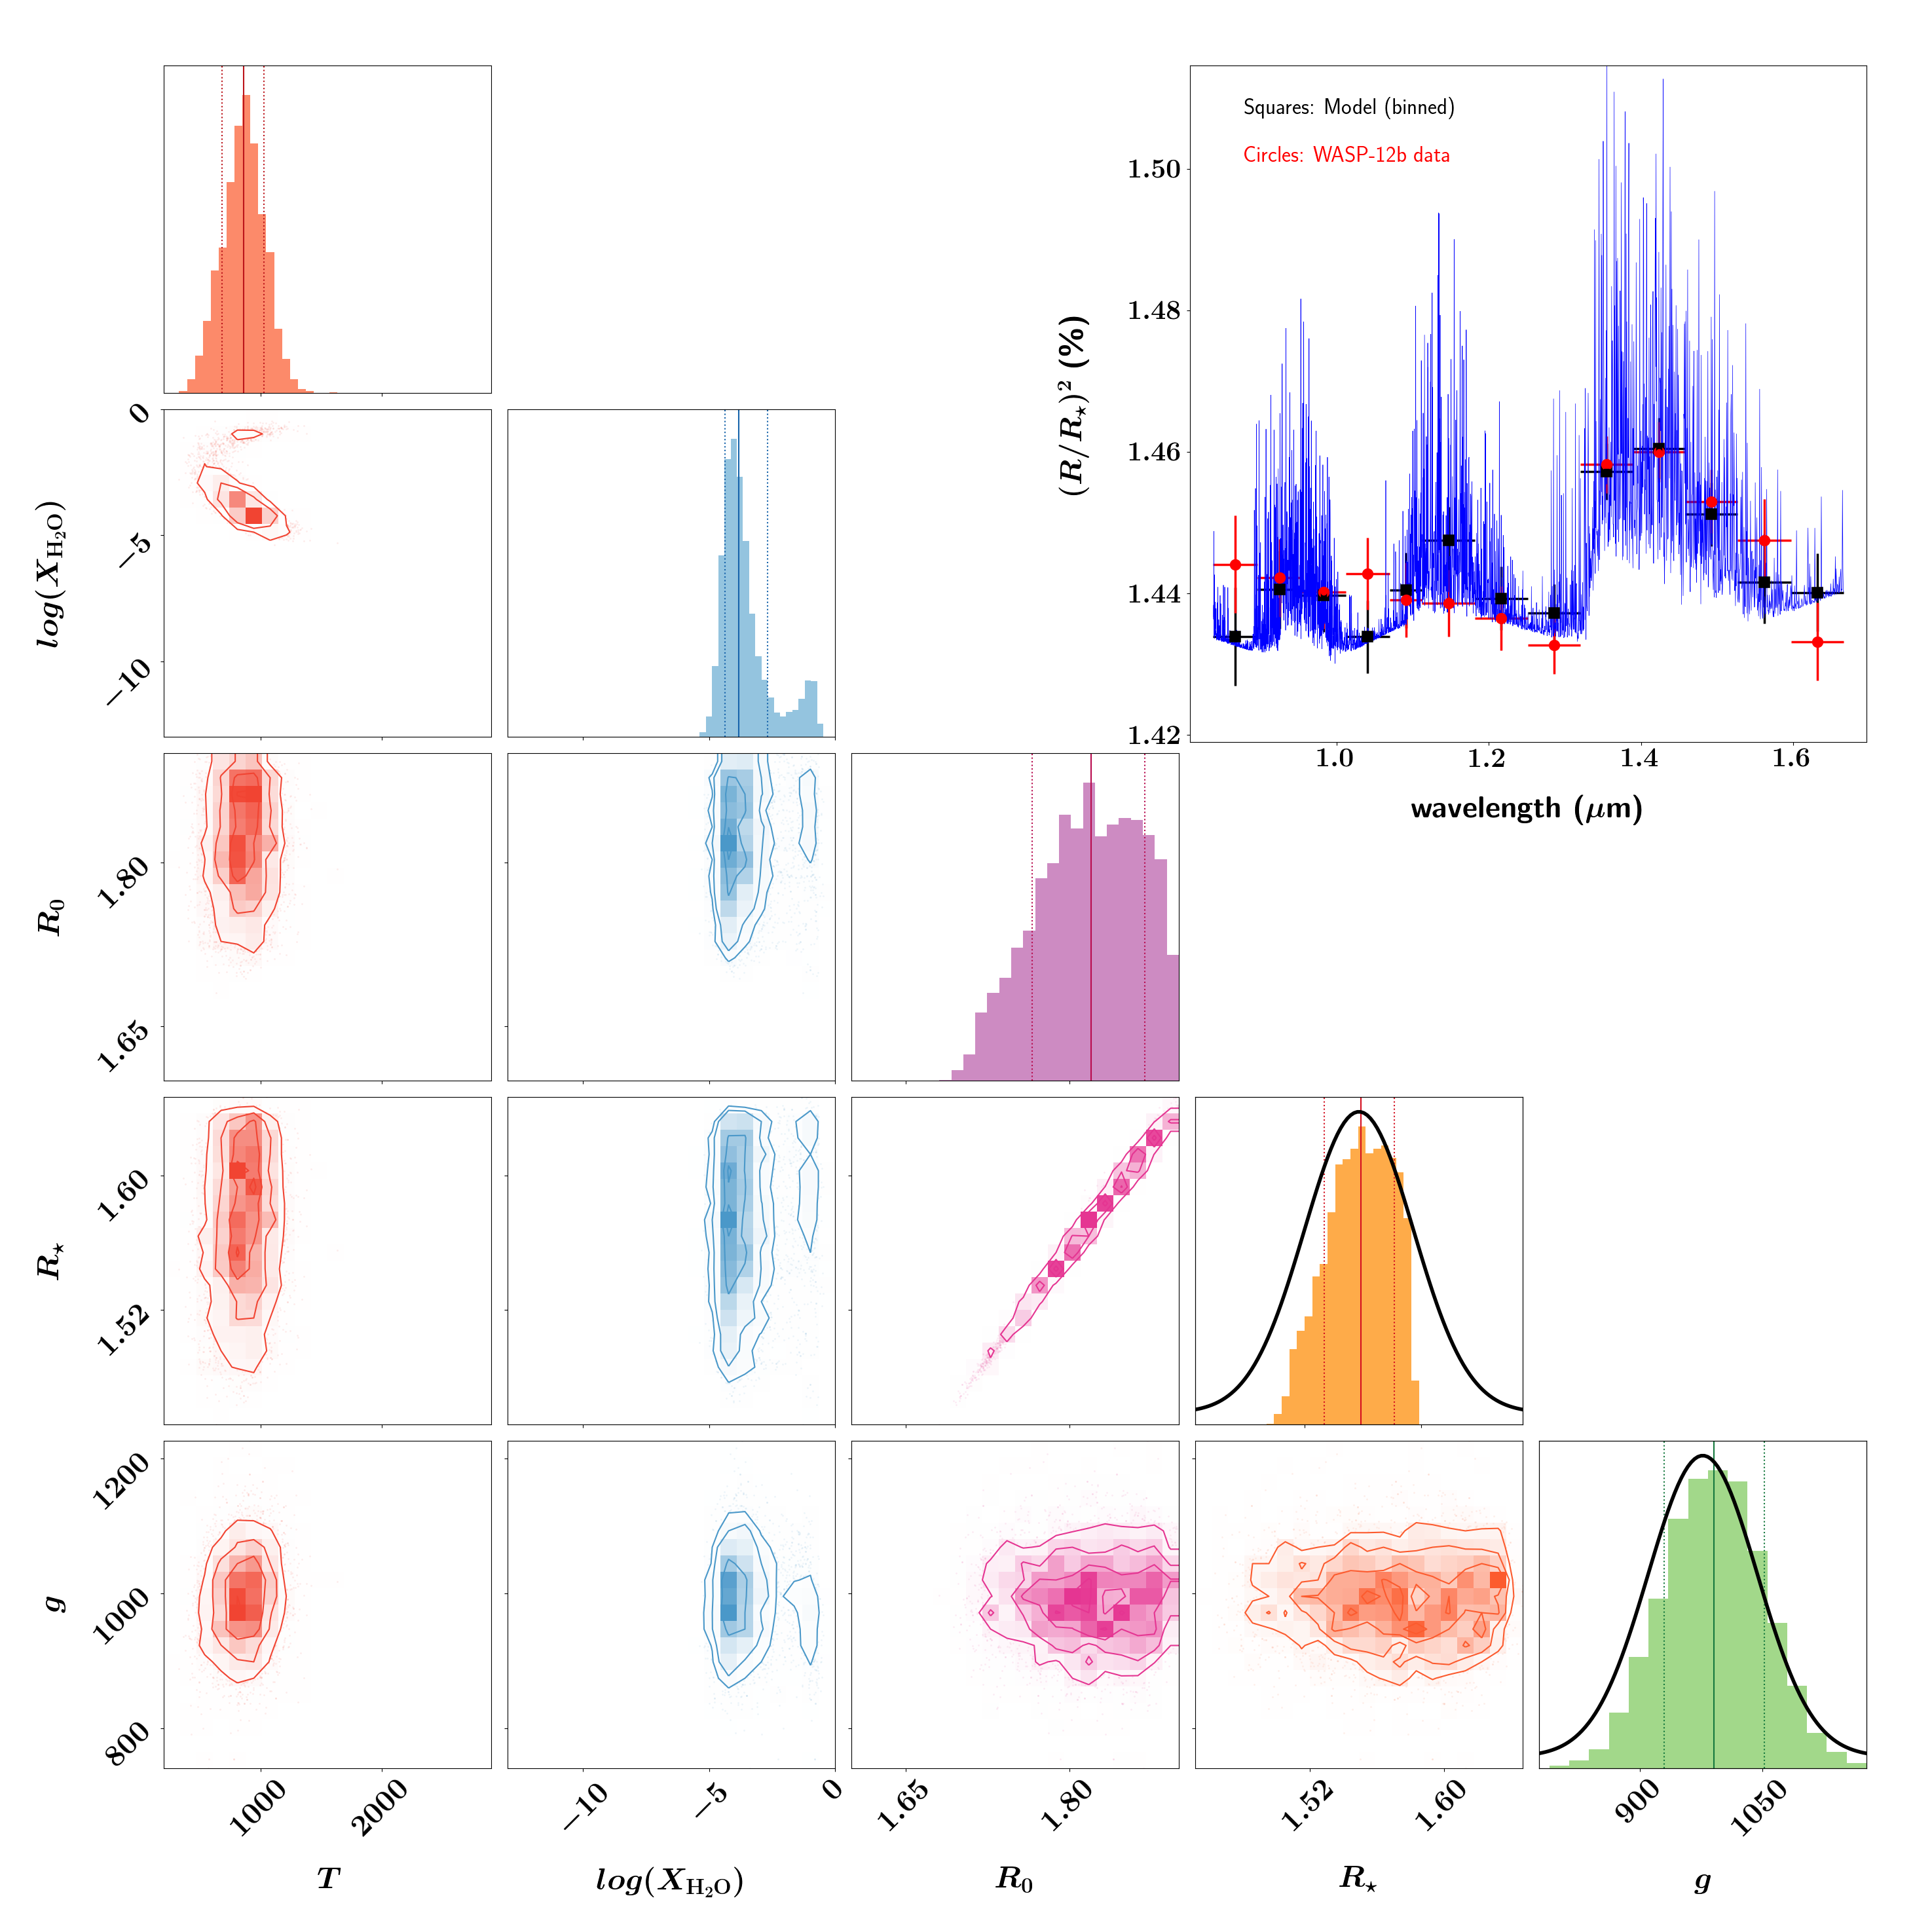 Squares: Model (binned)
Circles: WASP-12b data
(R/R⋆)² (%)
1.50
1.48
1.46
1.44
1.42
1.0 1.2 1.4 1.6
wavelength (μm)
log(X_H₂O)
0
−5
−10
R₀
1.80
1.65
R⋆
1.60
1.52
g
1200
1000
800
1000 2000 −10 −5 0 1.65 1.80 1.52 1.60 900 1050
T log(X_H₂O) R₀ R⋆ g